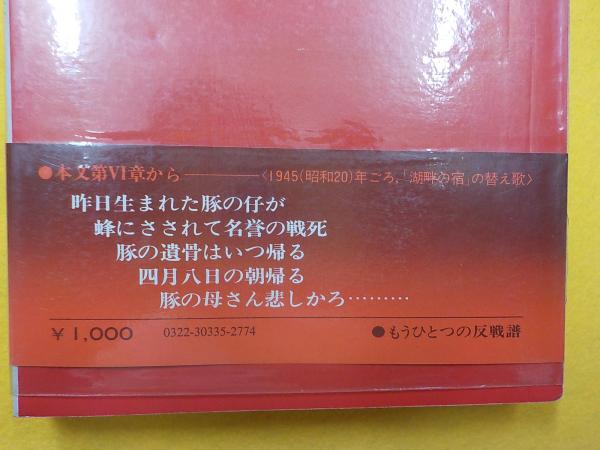 ●本文第VI章から————〈1945(昭和20)年ごろ,「湖畔の宿」の替え歌〉
昨日生まれた豚の仔が
蜂にさされて名誉の戦死
豚の遺骨はいつ帰る
四月八日の朝帰る
豚の母さん悲しかろ………
¥1,000 0322-30335-2774 ●もうひとつの反戦譜